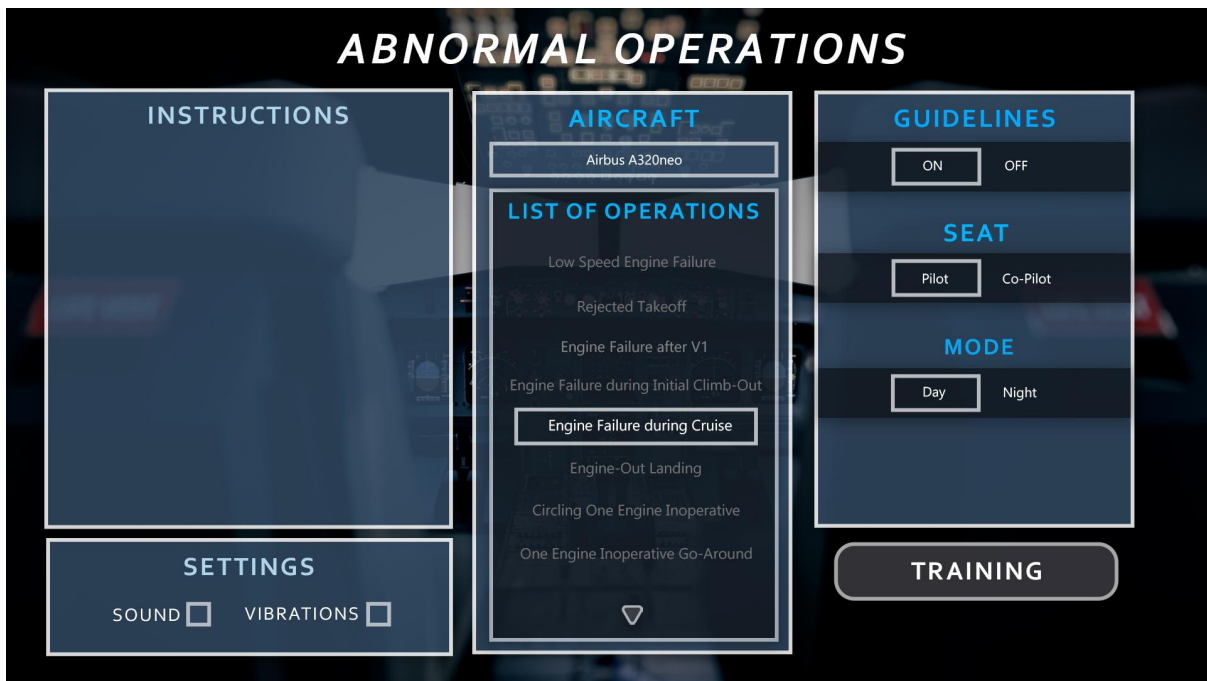 ABNORMAL OPERATIONS
INSTRUCTIONS
SETTINGS
SOUND VIBRATIONS
AIRCRAFT
Airbus A320neo
LIST OF OPERATIONS
Low Speed Engine Failure
Rejected Takeoff
Engine Failure after V1
Engine Failure during Initial Climb-Out
Engine Failure during Cruise
Engine-Out Landing
Circling One Engine Inoperative
One Engine Inoperative Go-Around
GUIDELINES
ON OFF
SEAT
Pilot Co-Pilot
MODE
Day Night
TRAINING